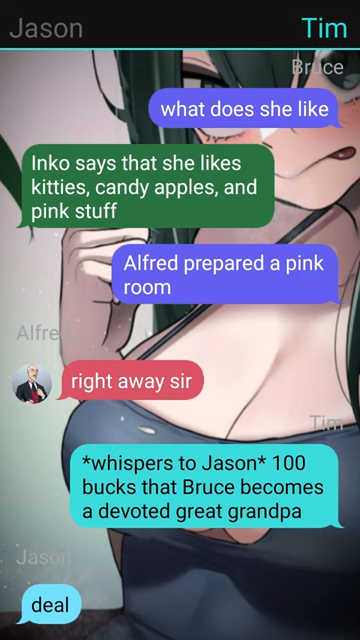 Jason Tim
Bruce
what does she like
Inko says that she likes
kitties, candy apples, and
pink stuff
Alfred prepared a pink
room
Alfred
right away sir
Tim
*whispers to Jason* 100
bucks that Bruce becomes
a devoted great grandpa
Jason
deal